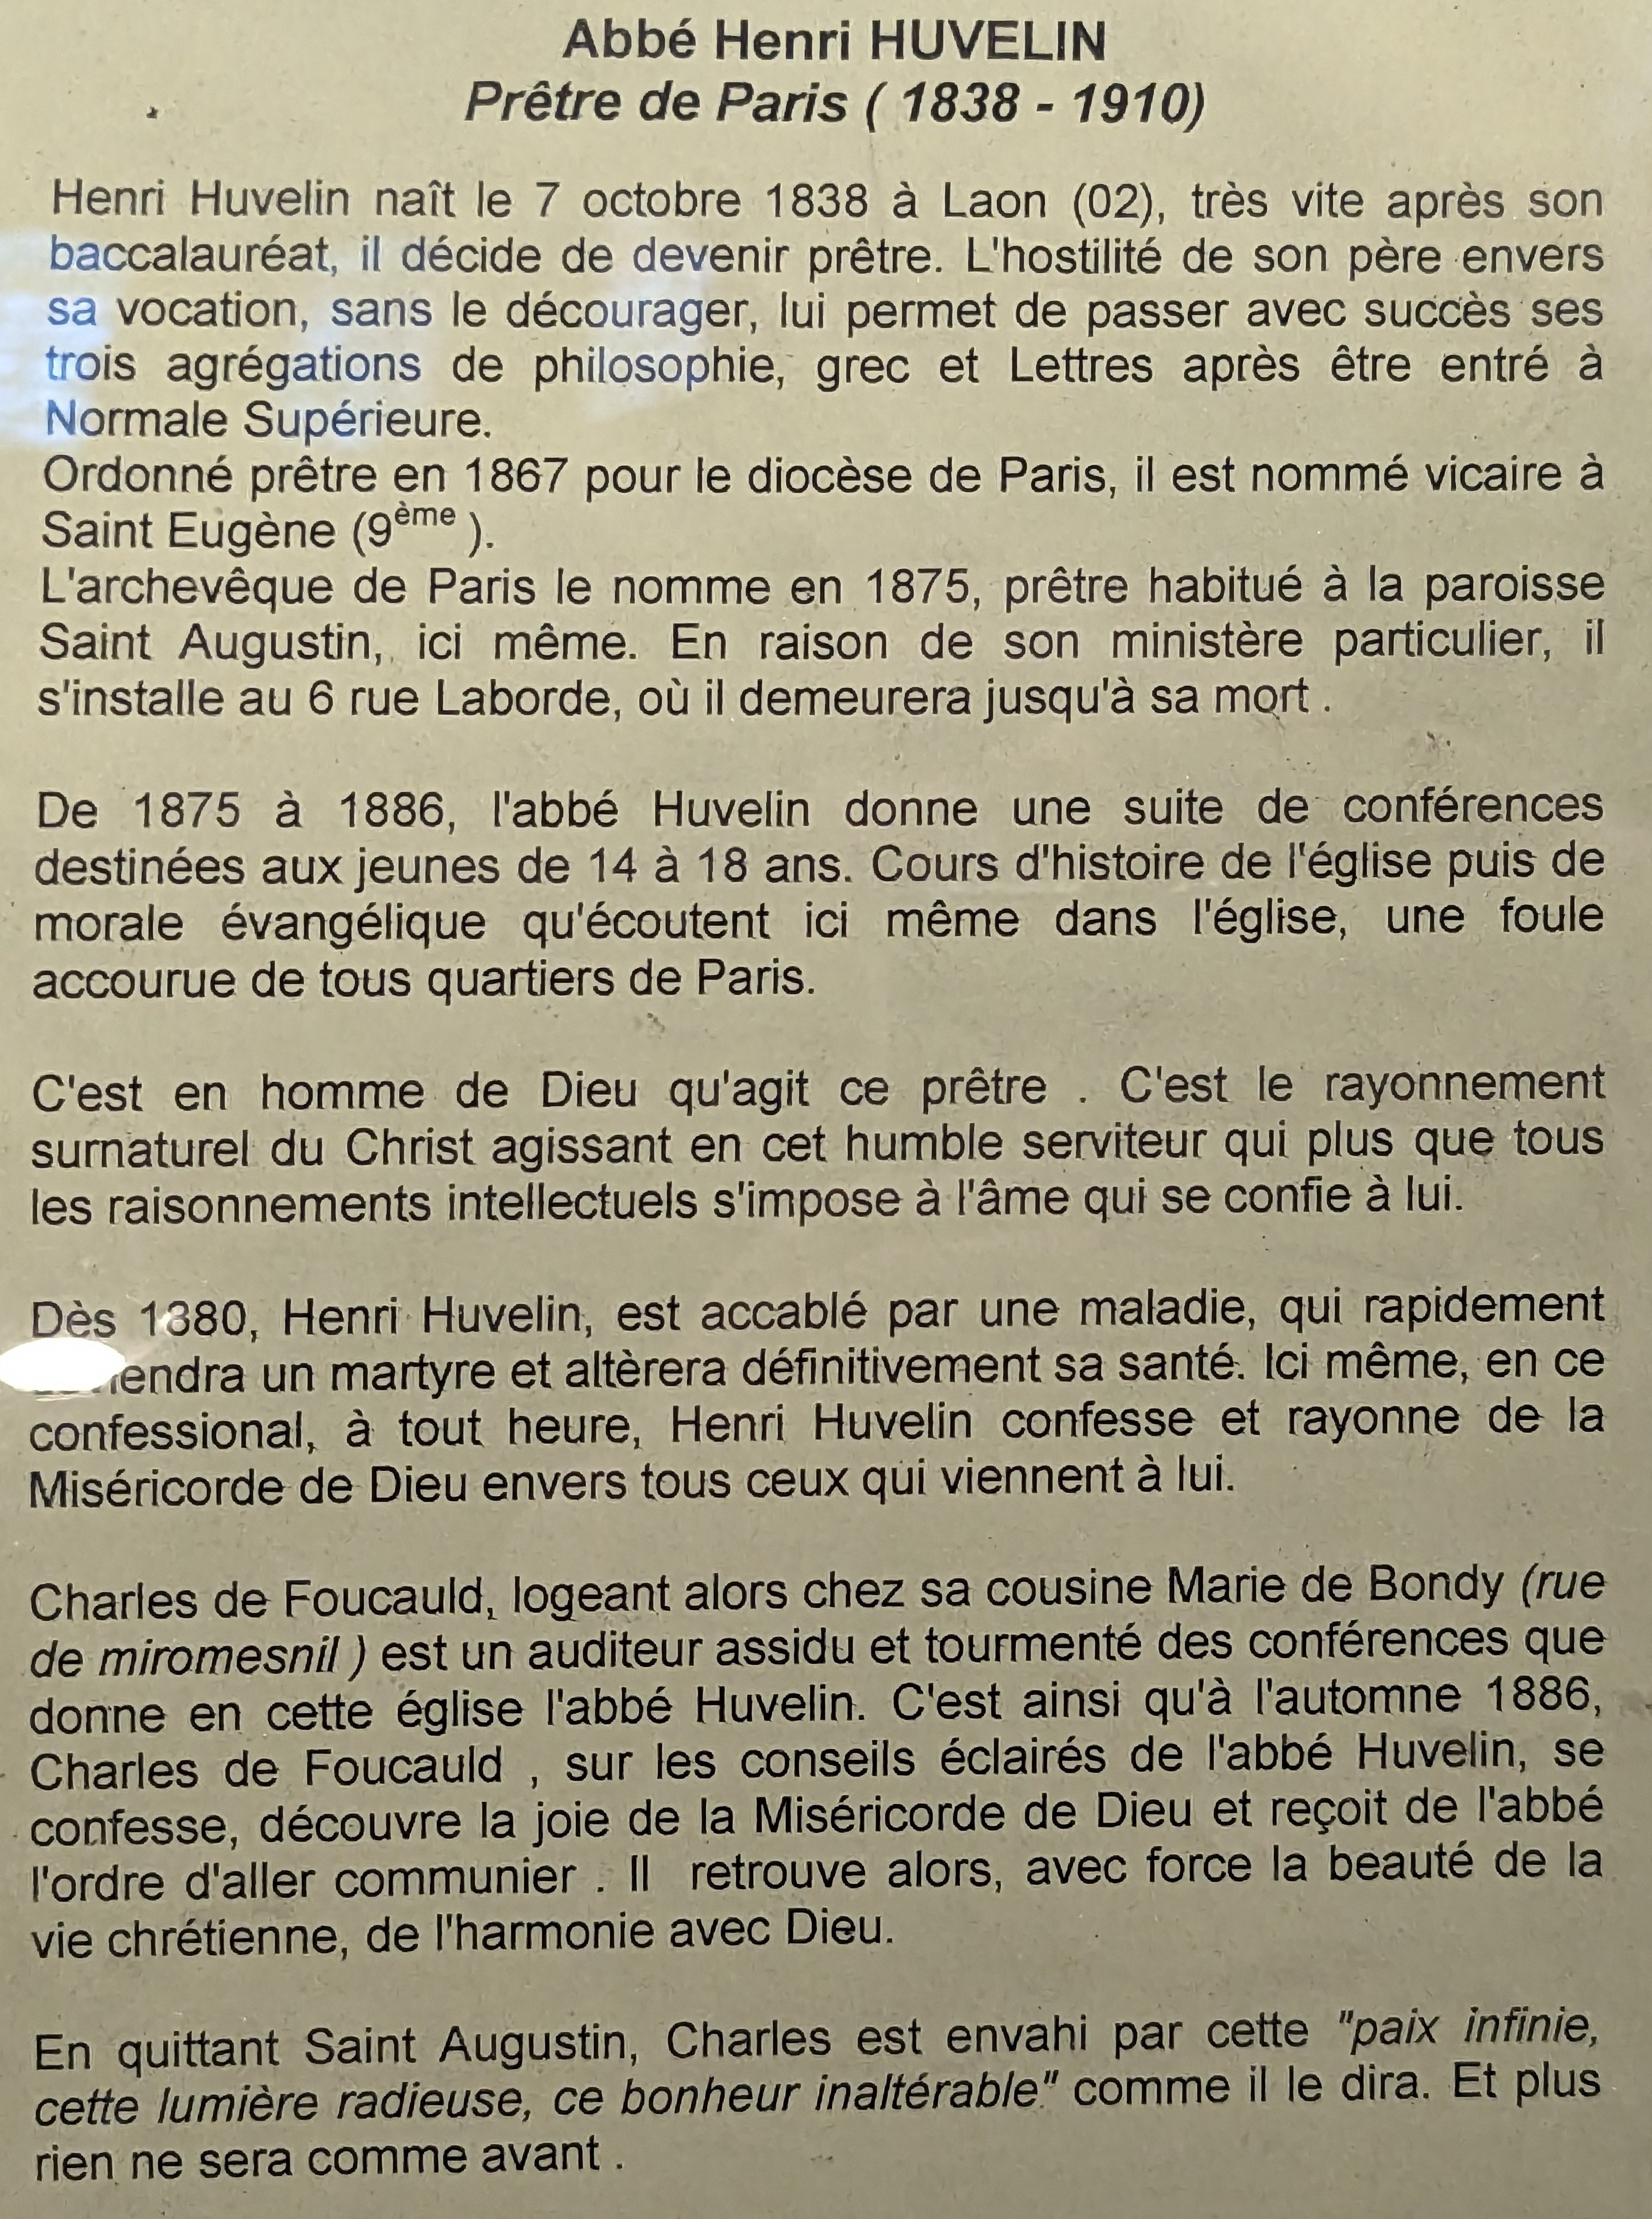 Abbé Henri HUVELIN
Prêtre de Paris ( 1838 - 1910)
Henri Huvelin naît le 7 octobre 1838 à Laon (02), très vite après son
baccalauréat, il décide de devenir prêtre. L'hostilité de son père envers
sa vocation, sans le décourager, lui permet de passer avec succès ses
trois agrégations de philosophie, grec et Lettres après être entré à
Normale Supérieure.
Ordonné prêtre en 1867 pour le diocèse de Paris, il est nommé vicaire à
Saint Eugène (9ème ).
L'archevêque de Paris le nomme en 1875, prêtre habitué à la paroisse
Saint Augustin, ici même. En raison de son ministère particulier, il
s'installe au 6 rue Laborde, où il demeurera jusqu'à sa mort .
De 1875 à 1886, l'abbé Huvelin donne une suite de conférences
destinées aux jeunes de 14 à 18 ans. Cours d'histoire de l'église puis de
morale évangélique qu'écoutent ici même dans l'église, une foule
accourue de tous quartiers de Paris.
C'est en homme de Dieu qu'agit ce prêtre . C'est le rayonnement
surnaturel du Christ agissant en cet humble serviteur qui plus que tous
les raisonnements intellectuels s'impose à l'âme qui se confie à lui.
Dès 1880, Henri Huvelin, est accablé par une maladie, qui rapidement
un martyre et altèrera définitivement sa santé. Ici même, en ce
confessional, à tout heure, Henri Huvelin confesse et rayonne de la
Miséricorde de Dieu envers tous ceux qui viennent à lui.
Charles de Foucauld, logeant alors chez sa cousine Marie de Bondy (rue
de miromesnil ) est un auditeur assidu et tourmenté des conférences que
donne en cette église l'abbé Huvelin. C'est ainsi qu'à l'automne 1886,
Charles de Foucauld , sur les conseils éclairés de l'abbé Huvelin, se
confesse, découvre la joie de la Miséricorde de Dieu et reçoit de l'abbé
l'ordre d'aller communier . Il retrouve alors, avec force la beauté de la
vie chrétienne, de l'harmonie avec Dieu.
En quittant Saint Augustin, Charles est envahi par cette "paix infinie,
cette lumière radieuse, ce bonheur inaltérable" comme il le dira. Et plus
rien ne sera comme avant .